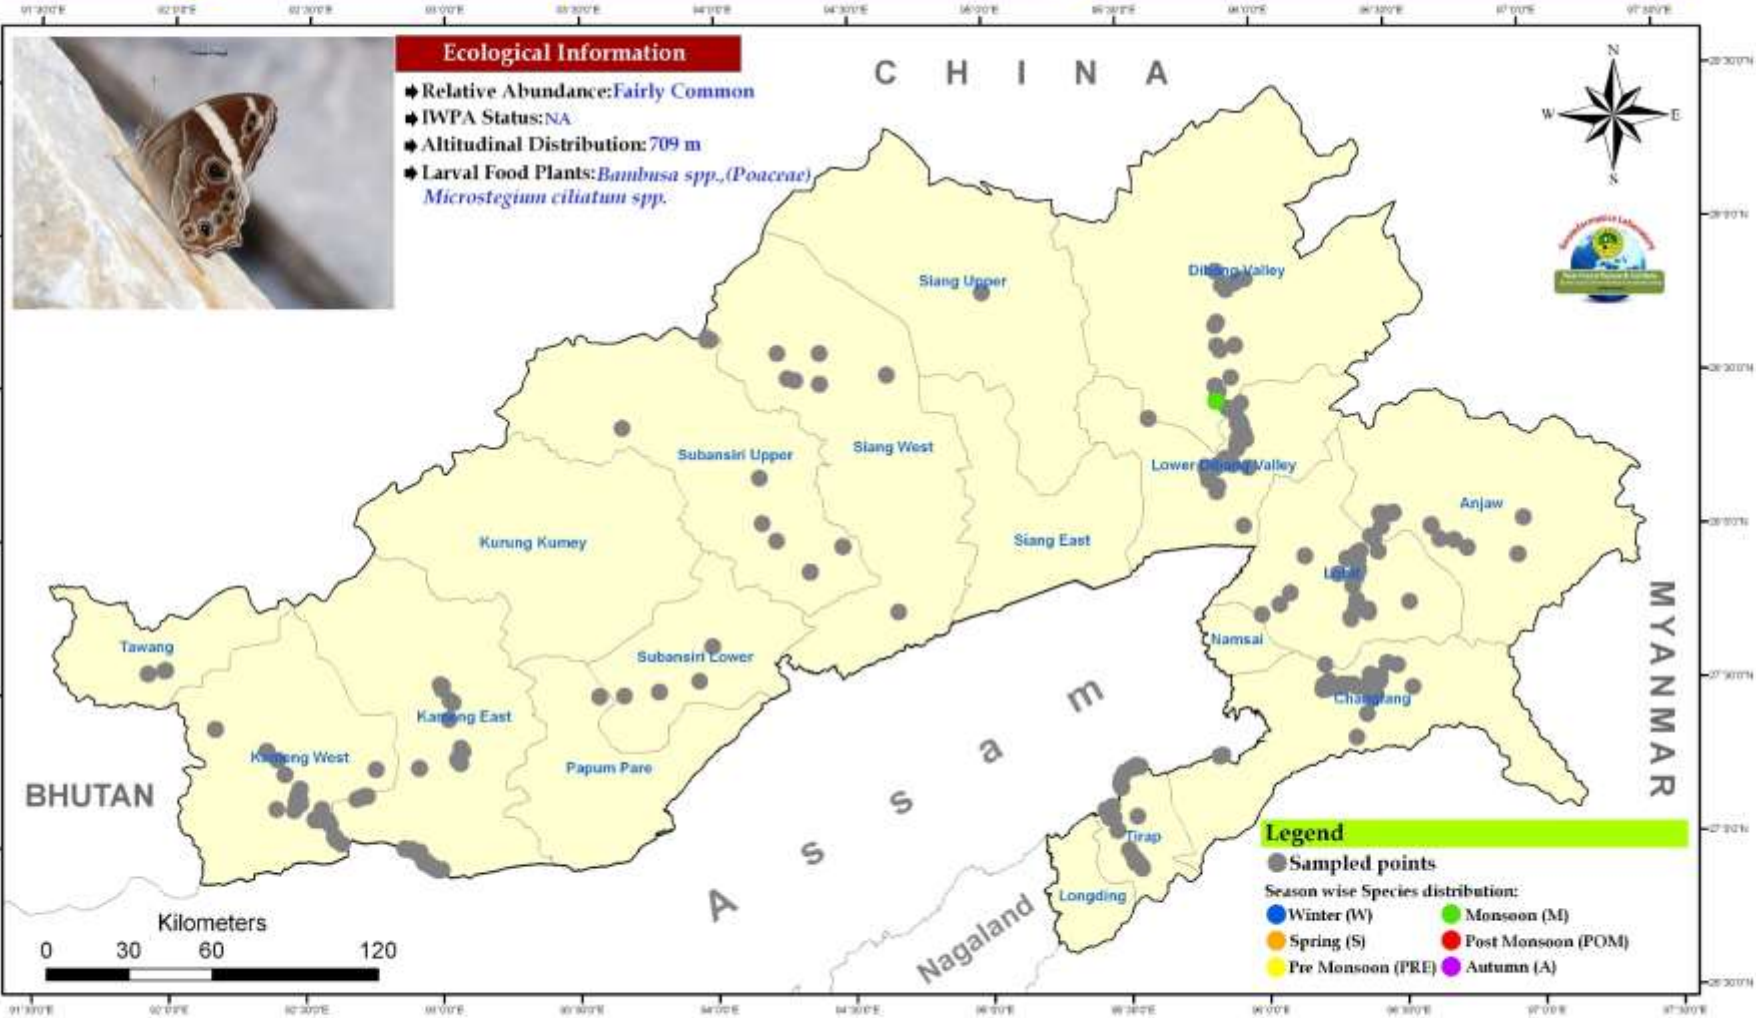 Ecological Information
Relative Abundance:Fairly Common
IWPA Status:NA
Altitudinal Distribution:709 m
Larval Food Plants:Bambusa spp.,(Poaceae)
Microstegium ciliatum spp.
C H I N A
N
W E
S
Siang Upper
Dibang Valley
Subansiri Upper
Siang West
Lower Dibang Valley
Anjaw
Kurung Kumey
Siang East
Lohit
Namsai
Tawang
Subansiri Lower
Changlang
Kameng East
Kameng West
Papum Pare
BHUTAN
MYANMAR
A s s a m
Tirap
Longding
Nagaland
Kilometers
0 30 60 120
Legend
Sampled points
Season wise Species distribution:
Winter (W)
Monsoon (M)
Spring (S)
Post Monsoon (POM)
Pre Monsoon (PRE)
Autumn (A)